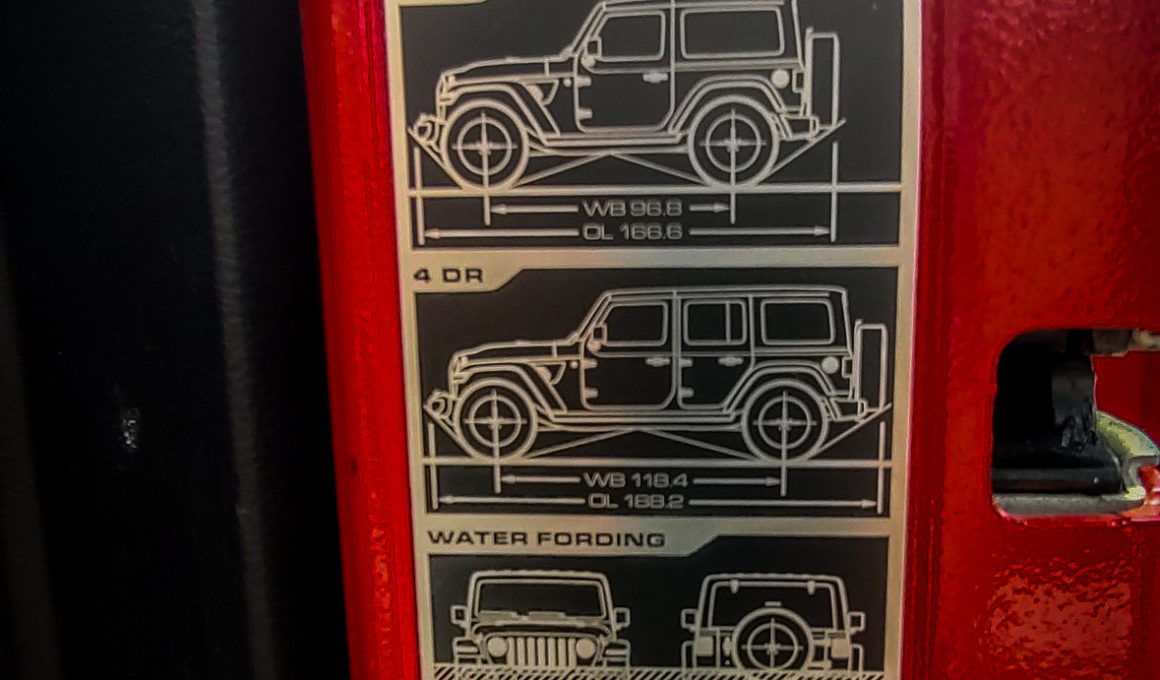 WB 96.8
OL 166.6
4 DR
WB 118.4
OL 188.2
WATER FORDING